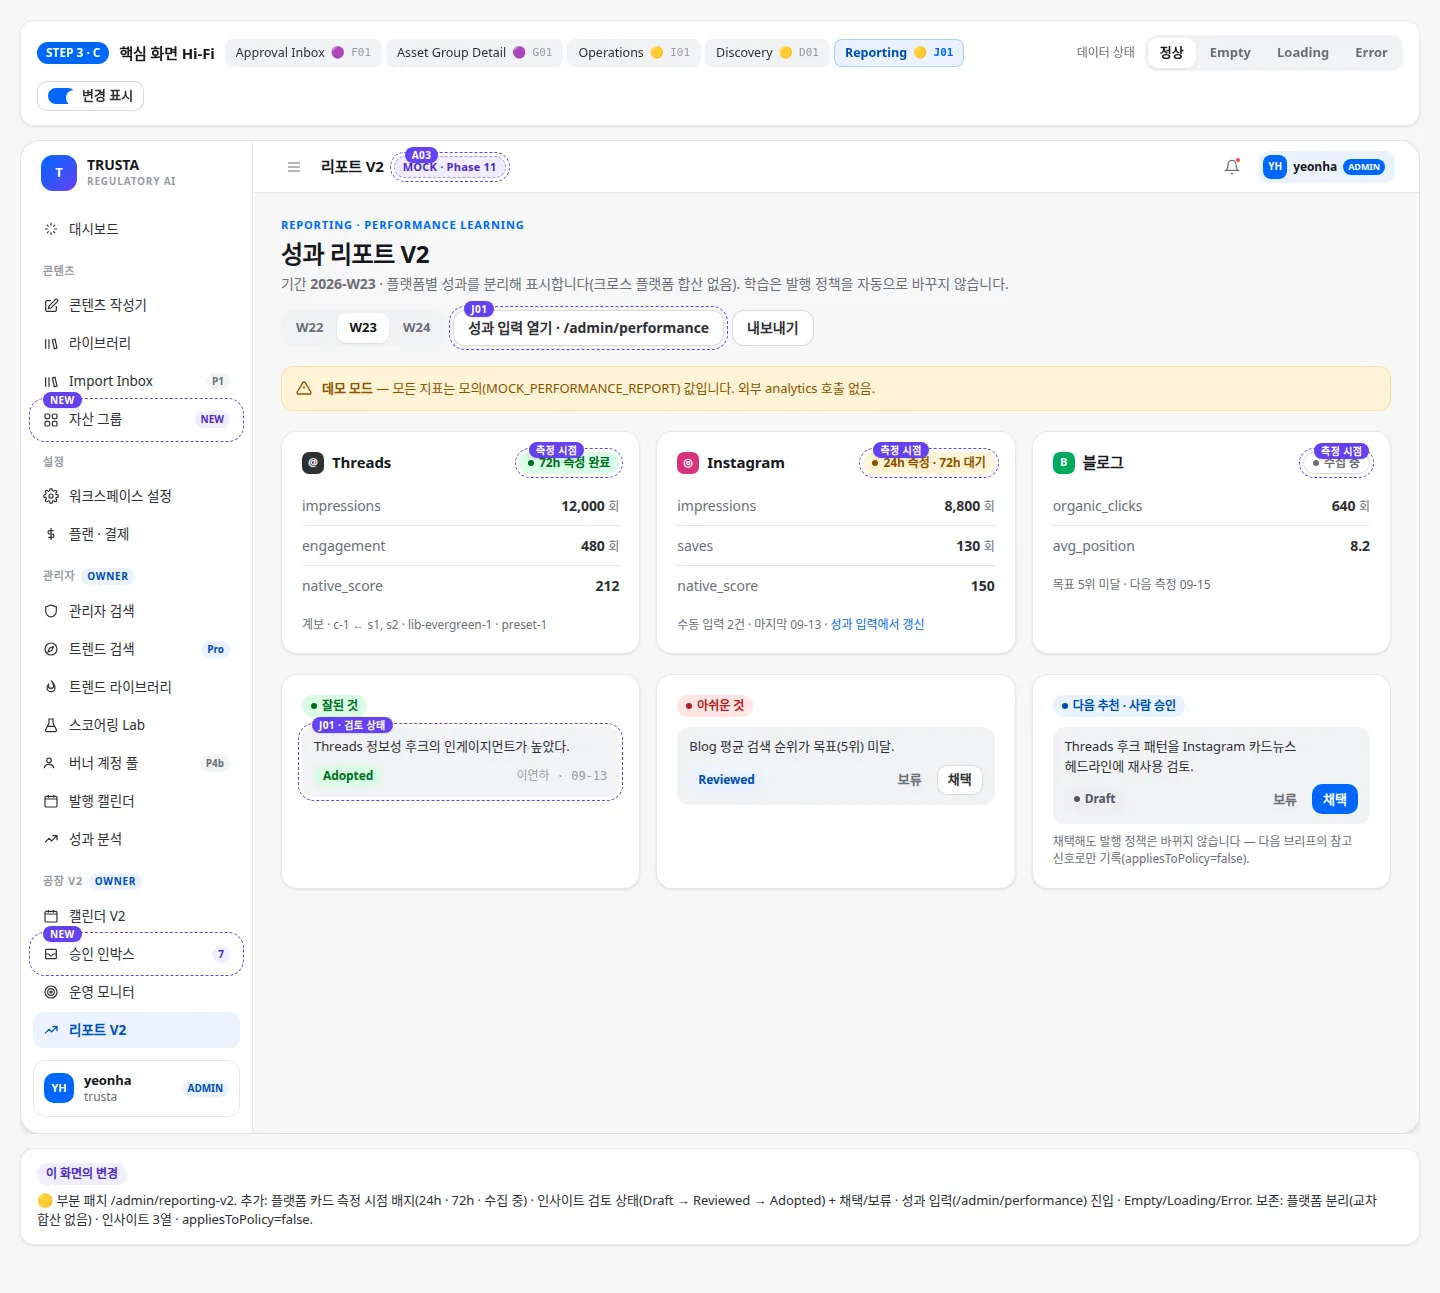 STEP 3 · C 핵심 화면 Hi-Fi Approval Inbox F01 Asset Group Detail G01 Operations I01 Discovery D01 Reporting J01 데이터 상태 정상 Empty Loading Error
변경 표시
T TRUSTA
REGULATORY AI
대시보드
콘텐츠
콘텐츠 작성기
라이브러리
Import Inbox P1
NEW
자산 그룹 NEW
설정
워크스페이스 설정
플랜 · 결제
관리자 OWNER
관리자 검색
트렌드 검색 Pro
트렌드 라이브러리
스코어링 Lab
버너 계정 풀 P4b
발행 캘린더
성과 분석
공장 V2 OWNER
캘린더 V2
NEW
승인 인박스 7
운영 모니터
리포트 V2
YH yeonha ADMIN
trusta
A03
리포트 V2 MOCK · Phase 11 YH yeonha ADMIN
REPORTING · PERFORMANCE LEARNING
성과 리포트 V2
기간 2026-W23 · 플랫폼별 성과를 분리해 표시합니다(크로스 플랫폼 합산 없음). 학습은 발행 정책을 자동으로 바꾸지 않습니다.
J01
W22 W23 W24 성과 입력 열기 · /admin/performance 내보내기
데모 모드 — 모든 지표는 모의(MOCK_PERFORMANCE_REPORT) 값입니다. 외부 analytics 호출 없음.
측정 시점
@ Threads 72h 측정 완료
impressions 12,000 회
engagement 480 회
native_score 212
계보 · c-1 ← s1, s2 · lib-evergreen-1 · preset-1
측정 시점
◎ Instagram 24h 측정 · 72h 대기
impressions 8,800 회
saves 130 회
native_score 150
수동 입력 2건 · 마지막 09-13 · 성과 입력에서 갱신
측정 시점
B 블로그 수집 중
organic_clicks 640 회
avg_position 8.2
목표 5위 미달 · 다음 측정 09-15
잘된 것
J01 · 검토 상태
Threads 정보성 후크의 인게이지먼트가 높았다.
Adopted 이연하 · 09-13
아쉬운 것
Blog 평균 검색 순위가 목표(5위) 미달.
Reviewed 보류 채택
다음 추천 · 사람 승인
Threads 후크 패턴을 Instagram 카드뉴스
헤드라인에 재사용 검토.
Draft 보류 채택
채택해도 발행 정책은 바뀌지 않습니다 — 다음 브리프의 참고
신호로만 기록(appliesToPolicy=false).
이 화면의 변경
부분 패치 /admin/reporting-v2. 추가: 플랫폼 카드 측정 시점 배지(24h · 72h · 수집 중) · 인사이트 검토 상태(Draft → Reviewed → Adopted) + 채택/보류 · 성과 입력(/admin/performance) 진입 · Empty/Loading/Error. 보존: 플랫폼 분리(교차
합산 없음) · 인사이트 3열 · appliesToPolicy=false.